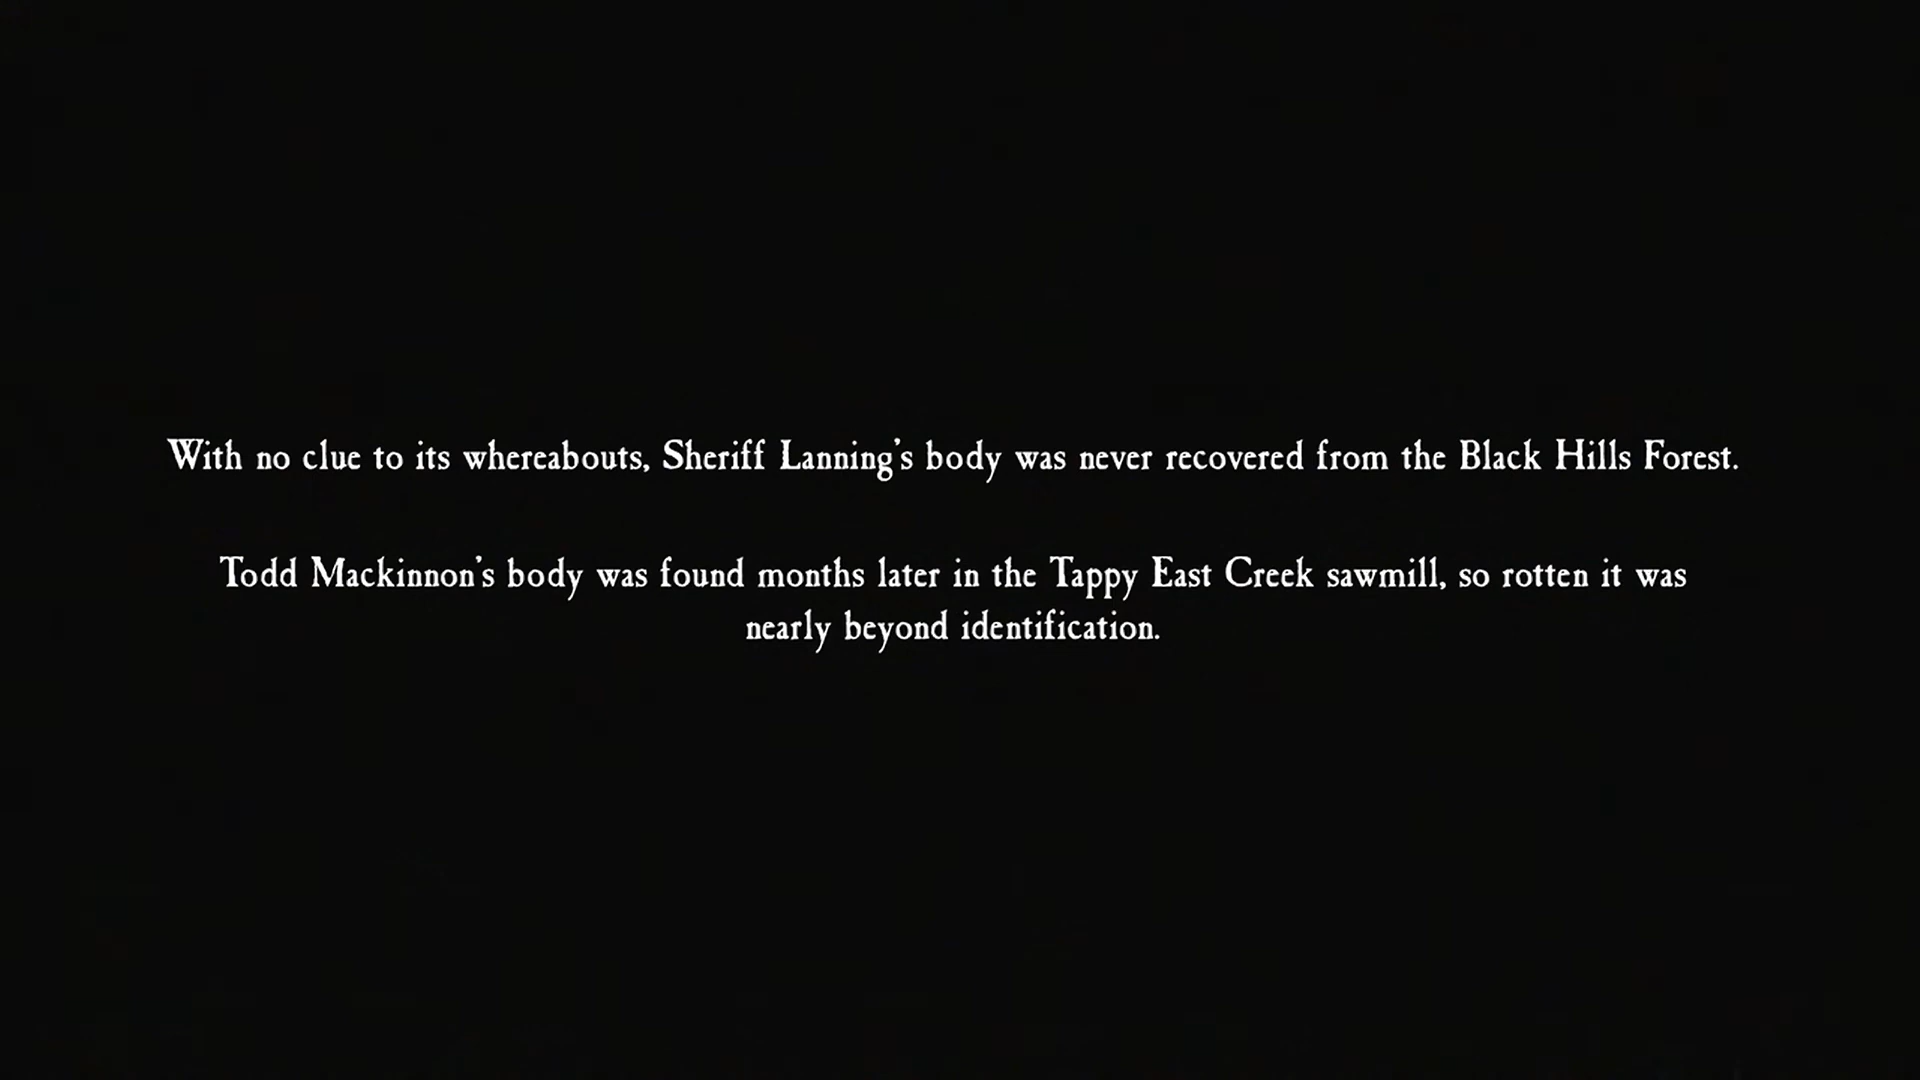 With no clue to its whereabouts, Sheriff Lanning's body was never recovered from the Black Hills Forest.
Todd Mackinnon's body was found months later in the Tappy East Creek sawmill, so rotten it was
nearly beyond identification.